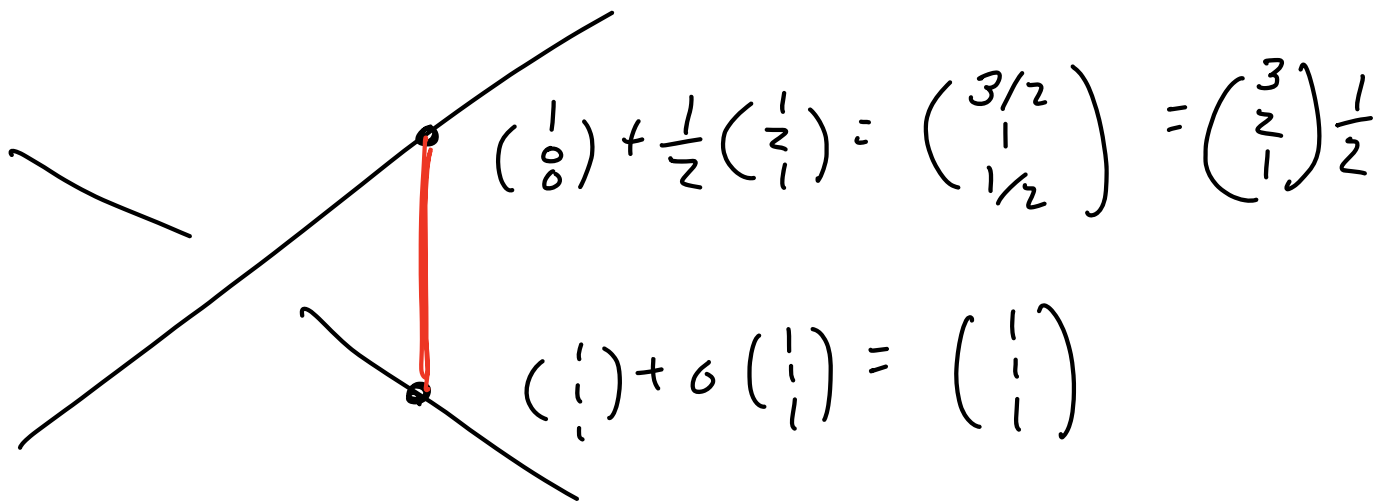 (1 0 0) + 1/2 (1 2 1) = (3/2 1 1/2) = (3 2 1) 1/2
(1 1 1) + 0 (1 1 1) = (1 1 1)